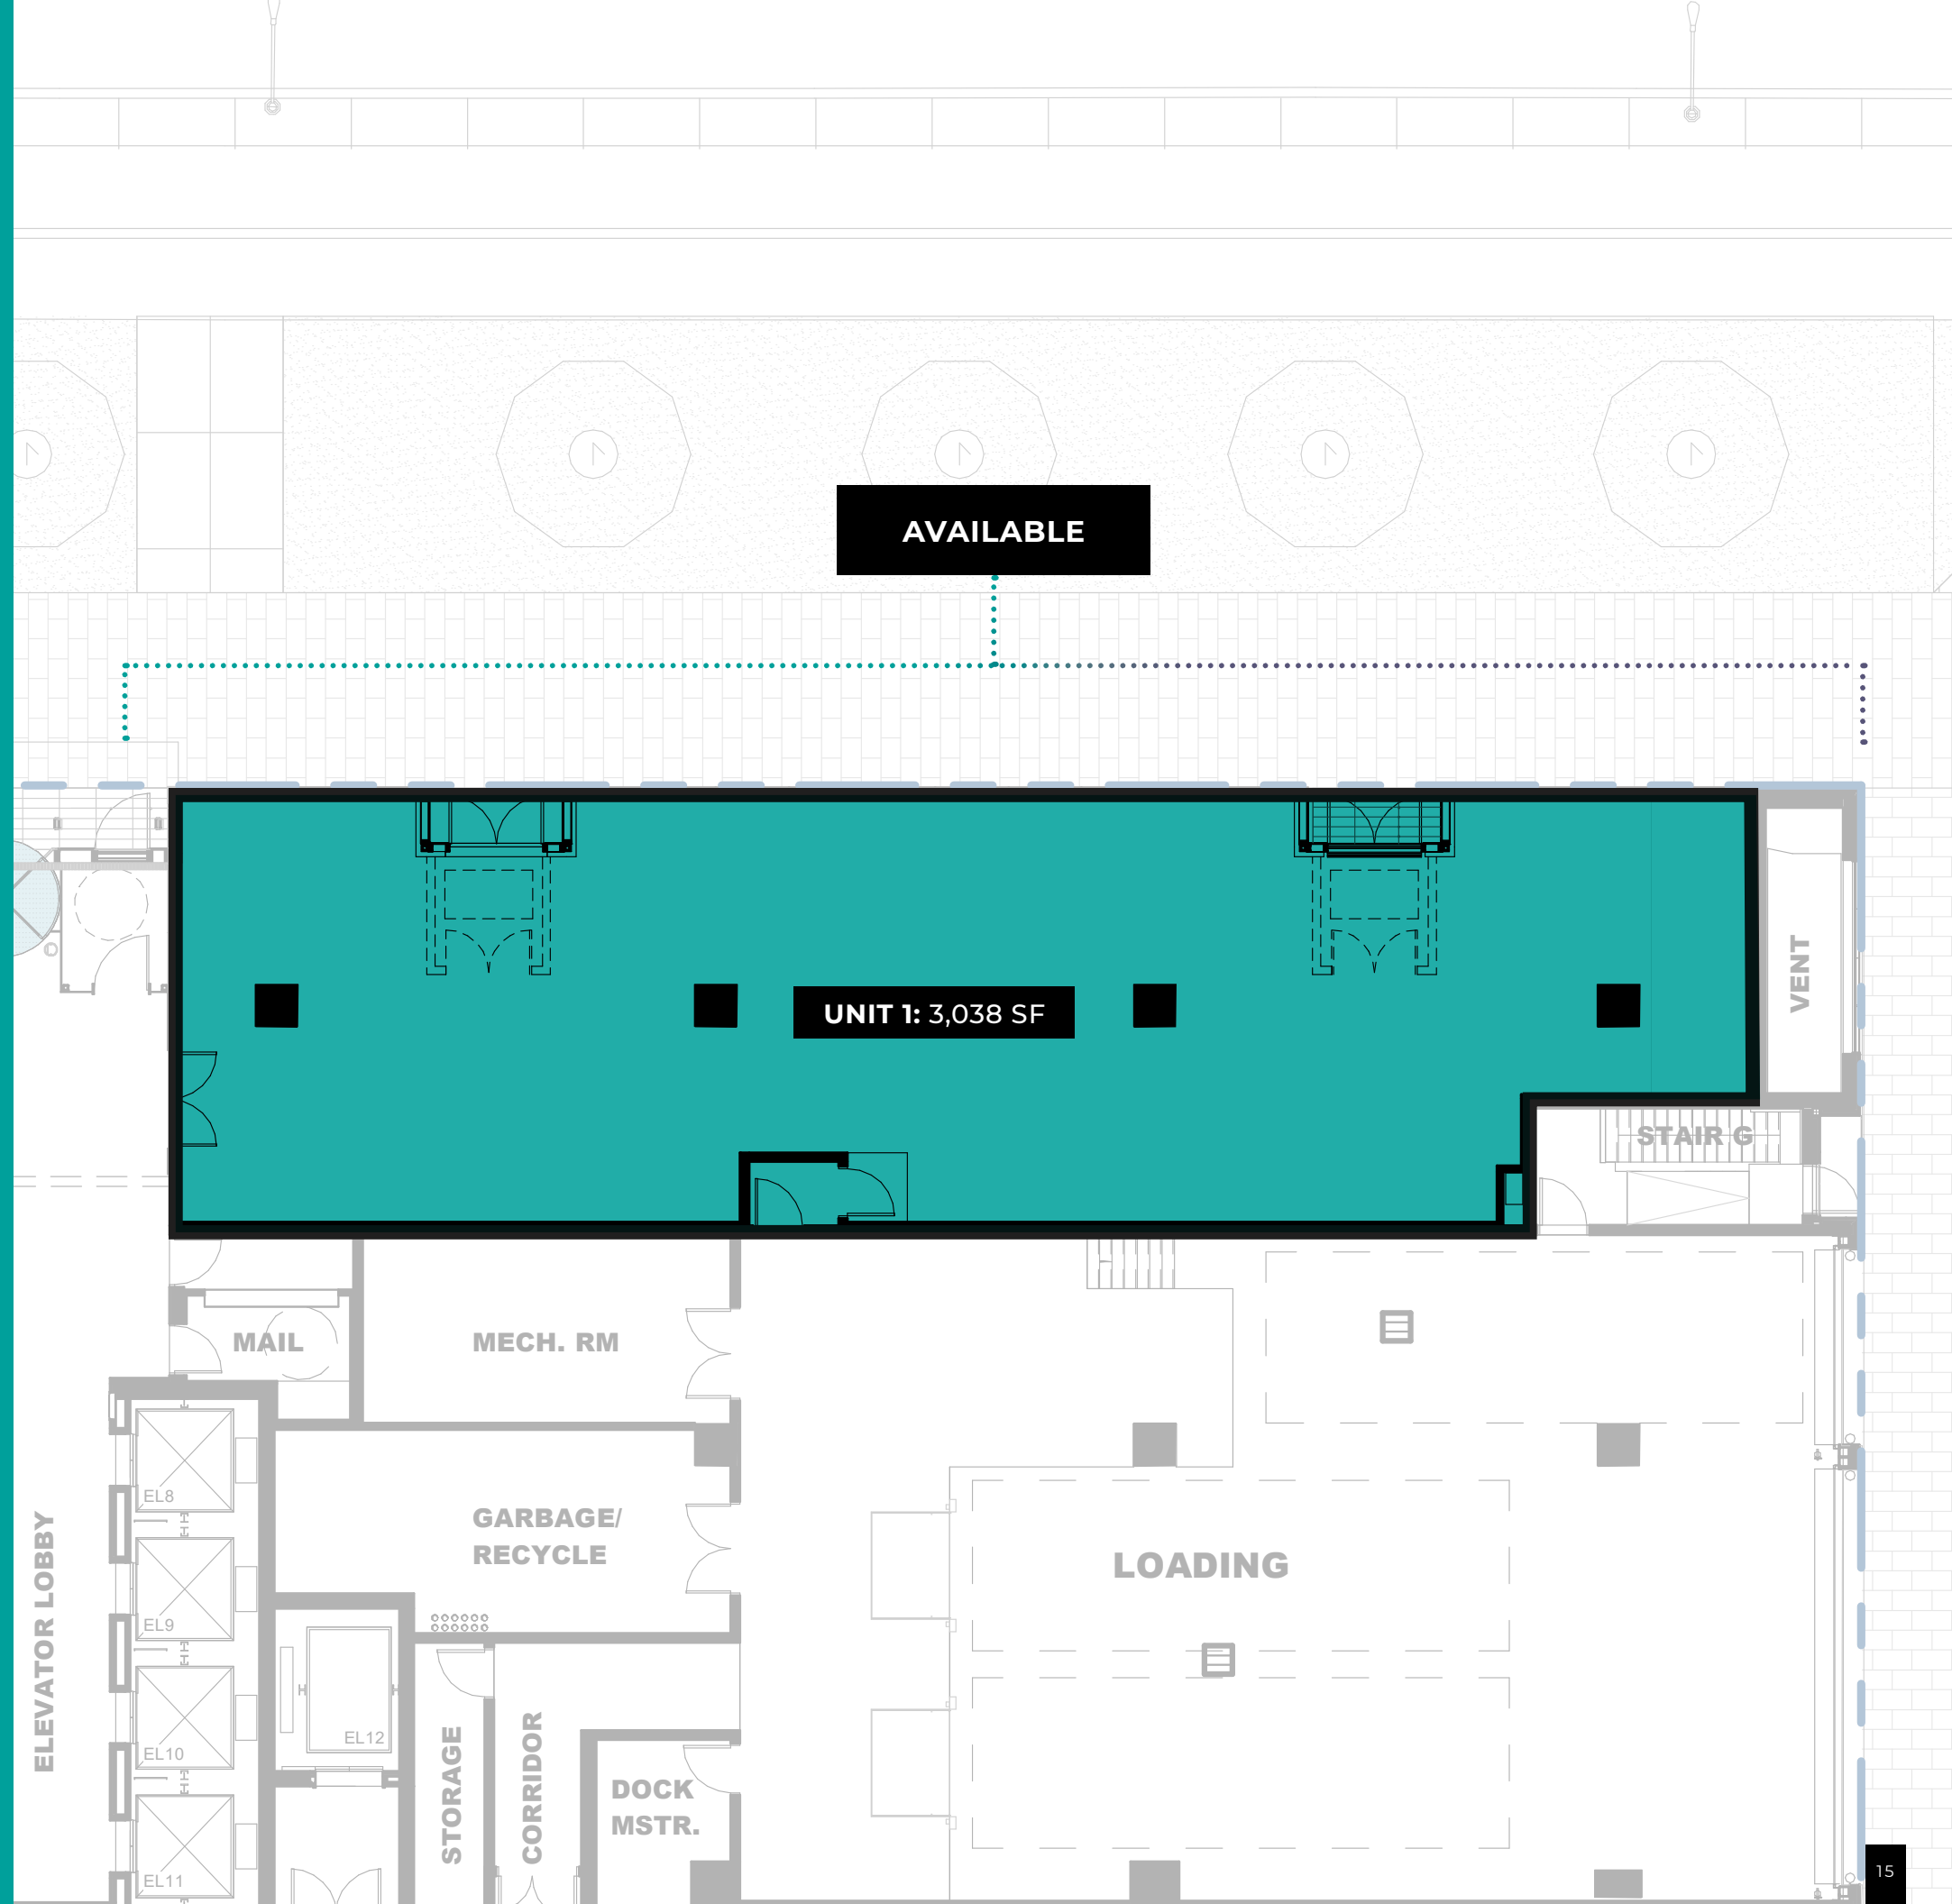 AVAILABLE
UNIT 1: 3,038 SF
VENT
STAIR G
MAIL
MECH. RM
EL8
GARBAGE/
RECYCLE
LOADING
ELEVATOR LOBBY
EL9
EL10
EL12
STORAGE
CORRIDOR
DOCK
MSTR.
EL11
15